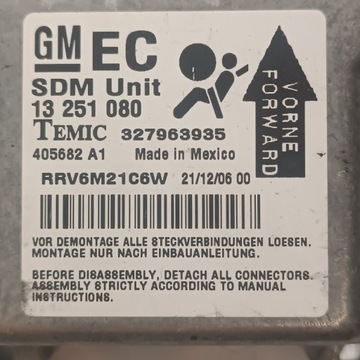 GM EC
SDM Unit
13 251 080
TEMIC 327963935
405682 A1 Made in Mexico
RRV6M21C6W 21/12/06 00
VORNE
FORWARD
VOR DEMONTAGE ALLE STECKVERBINDUNGEN LOESEN.
MONTAGE NUR NACH EINBAUANLEITUNG.
BEFORE DISASSEMBLY, DETACH ALL CONNECTORS.
ASSEMBLY STRICTLY ACCORDING TO MANUAL
INSTRUCTIONS.